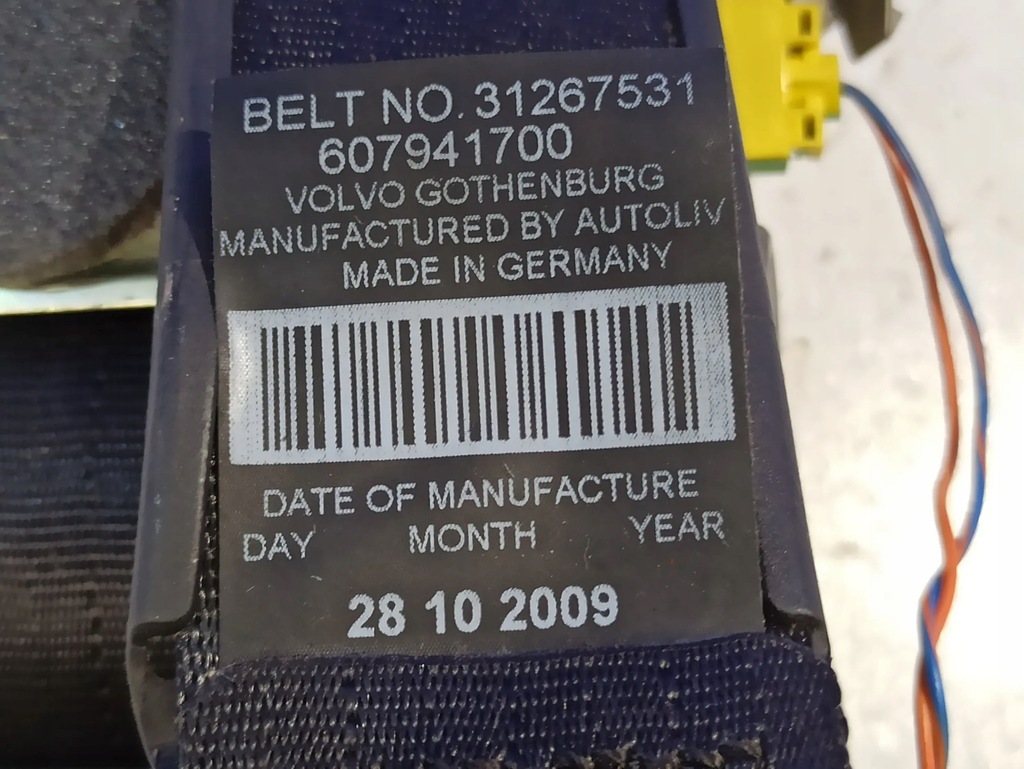 BELT NO. 31267531
607941700
VOLVO GOTHENBURG
MANUFACTURED BY AUTOLIV
MADE IN GERMANY
DATE OF MANUFACTURE
DAY MONTH YEAR
28 10 2009